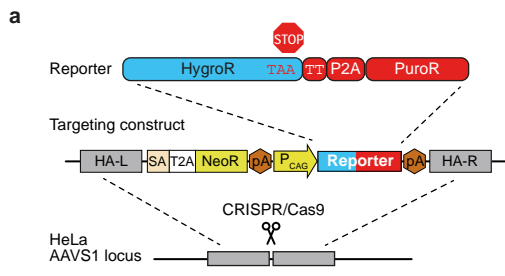 a
STOP
Reporter HygroR TAA TT P2A PuroR
Targeting construct
HA-L SA T2A NeoR pA PCAG Reporter pA HA-R
CRISPR/Cas9
HeLa
AAVS1 locus